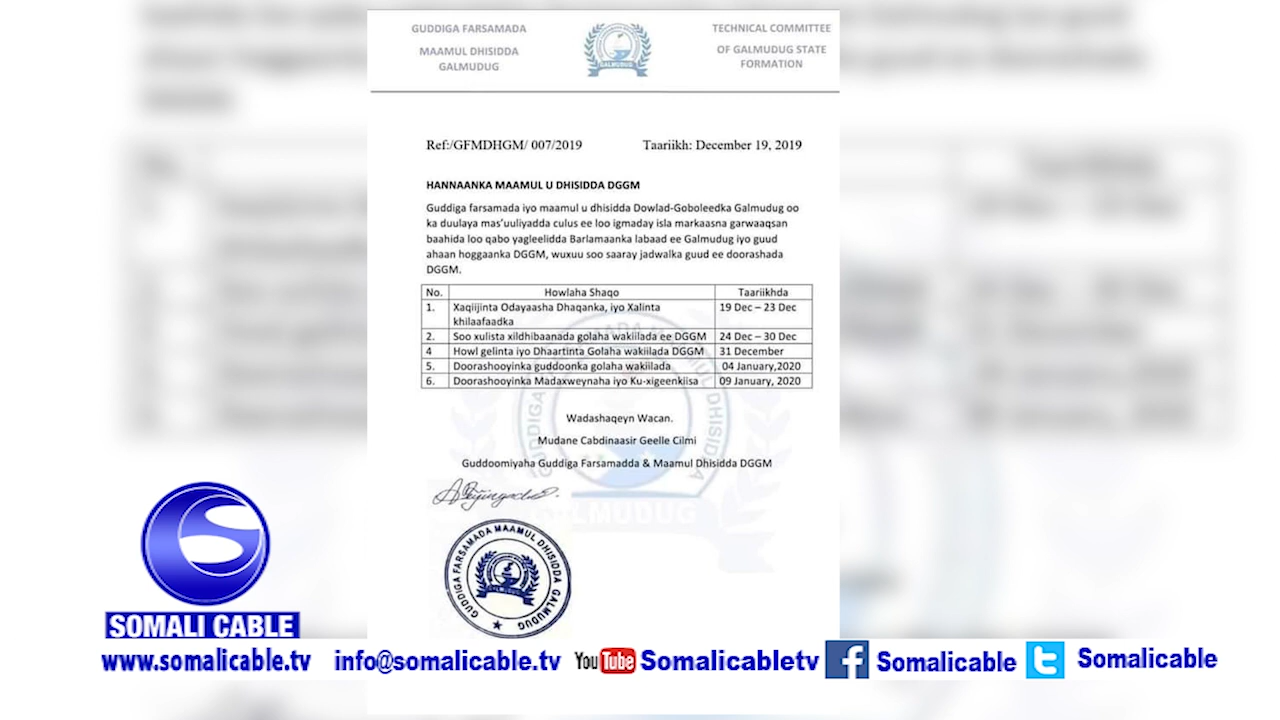 GUDDIGA FARSAMADA
MAAMUL DHISIDDA
GALMUDUG
GALMUDUG
TECHNICAL COMMITTEE
OF GALMUDUG STATE
FORMATION
Ref:/GFMDHGM/ 007/2019
Taariikh: December 19, 2019
HANNAANKA MAAMUL U DHISIDDA DGGM
Guddiga farsamada iyo maamul u dhisidda Dowlad-Goboleedka Galmudug oo
ka duulaya mas’uuliyadda culus ee loo igmaday isla markaasna garwaaqsan
baahida loo qabo yagleelidda Barlamaanka labaad ee Galmudug iyo guud
ahaan hoggaanka DGGM, wuxuu soo saaray jadwalka guud ee doorashada
DGGM.
No. Howlaha Shaqo Taariikhda
1. Xaqiijinta Odayaasha Dhaqanka, iyo Xalinta 19 Dec – 23 Dec
khilaafaadka
2. Soo xulista xildhibaanada golaha wakiilada ee DGGM 24 Dec – 30 Dec
4 Howl gelinta iyo Dhaartinta Golaha wakiilada DGGM 31 December
5. Doorashooyinka guddoonka golaha wakiilada 04 January,2020
6. Doorashooyinka Madaxweynaha iyo Ku-xigeenkiisa 09 January, 2020
Wadashaqeyn Wacan.
Mudane Cabdinaasir Geelle Cilmi
Guddoomiyaha Guddiga Farsamadda & Maamul Dhisidda DGGM
GUDDIGA FARSAMADA MAAMUL DHISIDDA GALMUDUG
GALMUDUG
GUDDIGA FARSAMADA MAAMUL DHISIDDA
GALMUDUG
SOMALI CABLE
www.somalicable.tv info@somalicable.tv YouTube Somalicabletv f Somalicable Somalicable